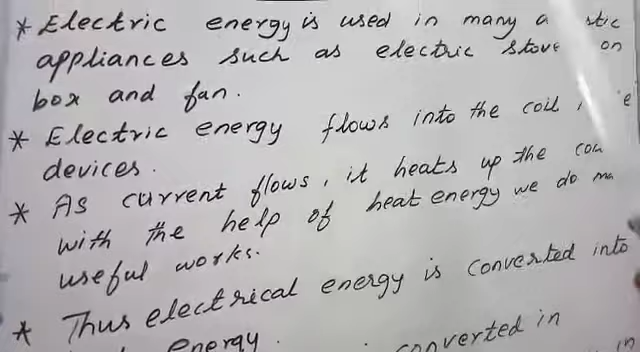 * Electric energy is used in many a stic
appliances such as electric stove on
box and fan.
* Electric energy flows into the coil
devices.
* As current flows, it heats up the
with the help of heat energy we do
useful works.
* Thus electrical energy is converted into
energy.
converted in